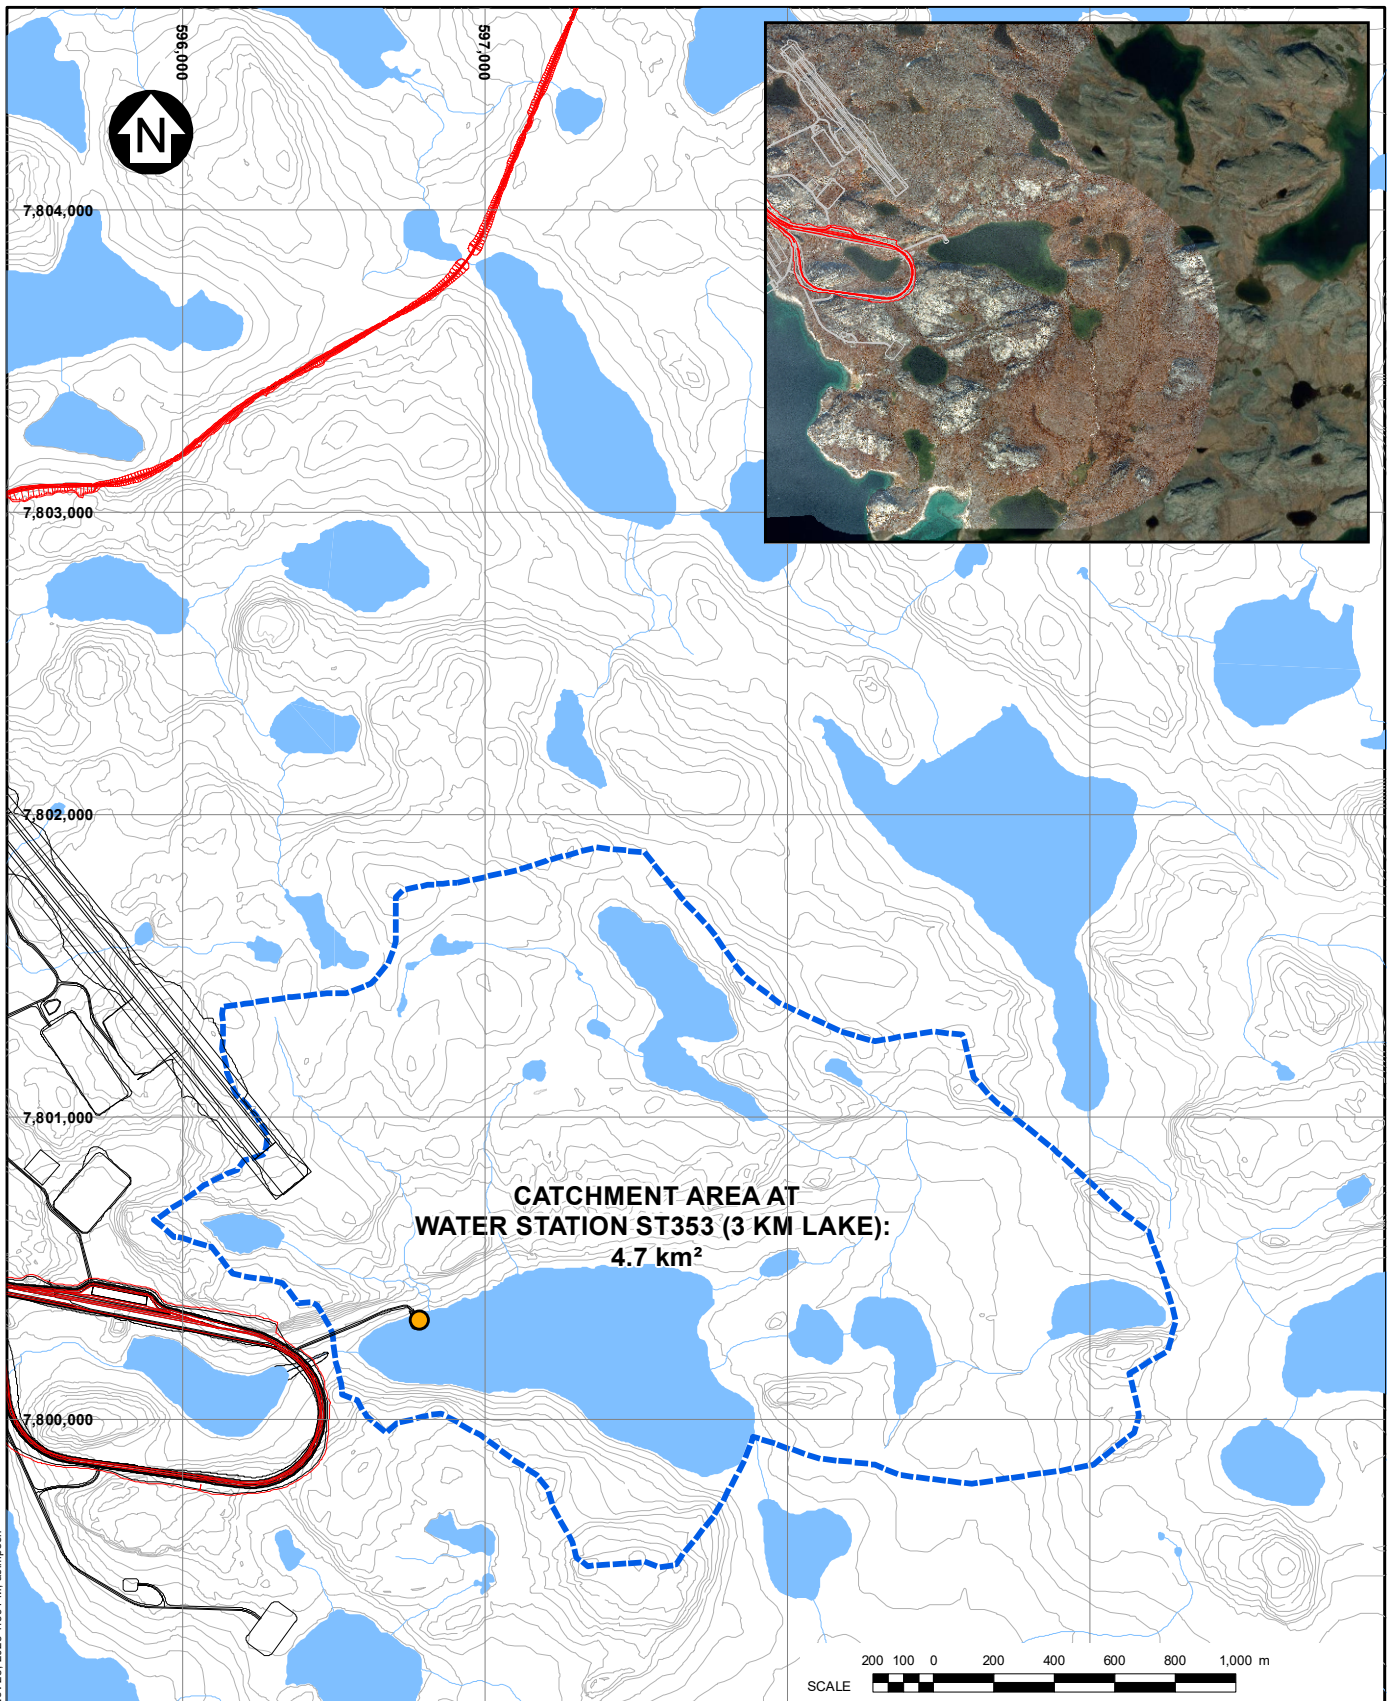 596,000
597,000
N
7,804,000
7,803,000
7,802,000
7,801,000
CATCHMENT AREA AT
WATER STATION ST353 (3 KM LAKE):
4.7 km²
7,800,000
200 100 0 200 400 600 800 1,000 m
SCALE